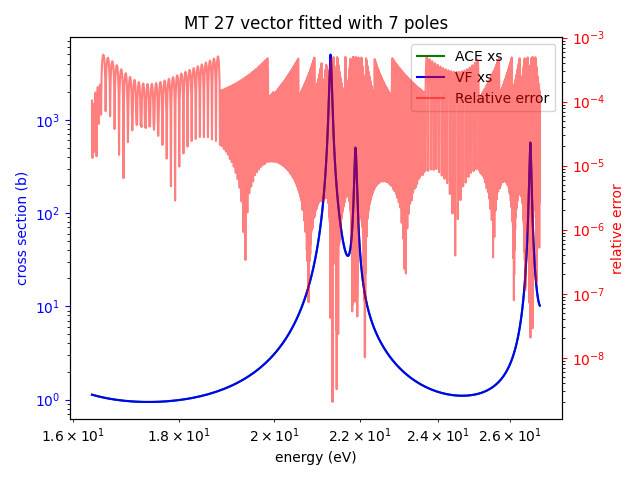 MT 27 vector fitted with 7 poles
ACE xs
VF xs
Relative error
cross section (b)
10³
10²
10¹
10⁰
10⁻³
10⁻⁴
10⁻⁵
10⁻⁶
10⁻⁷
10⁻⁸
relative error
1.6 × 10¹ 1.8 × 10¹ 2 × 10¹ 2.2 × 10¹ 2.4 × 10¹ 2.6 × 10¹
energy (eV)